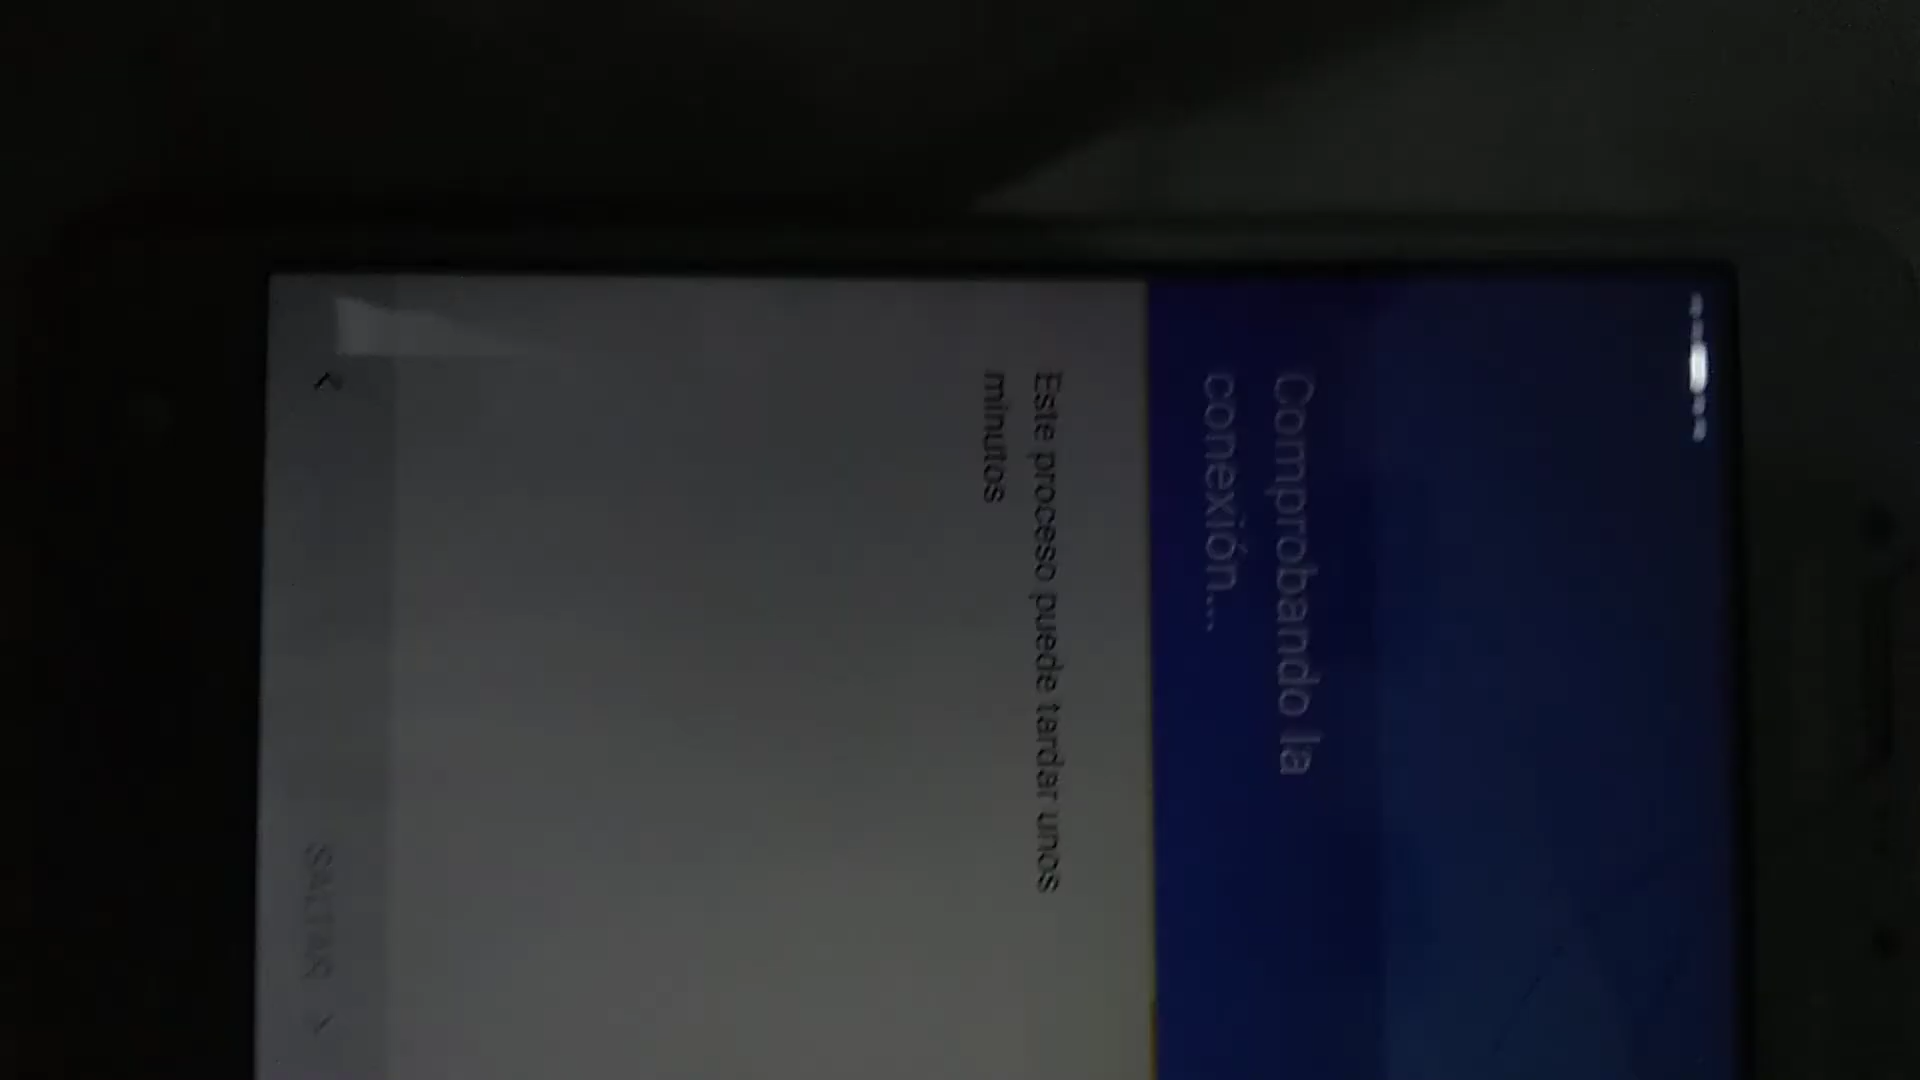 Comprobando la
conexión...
Este proceso puede tardar unos
minutos
SALTAR